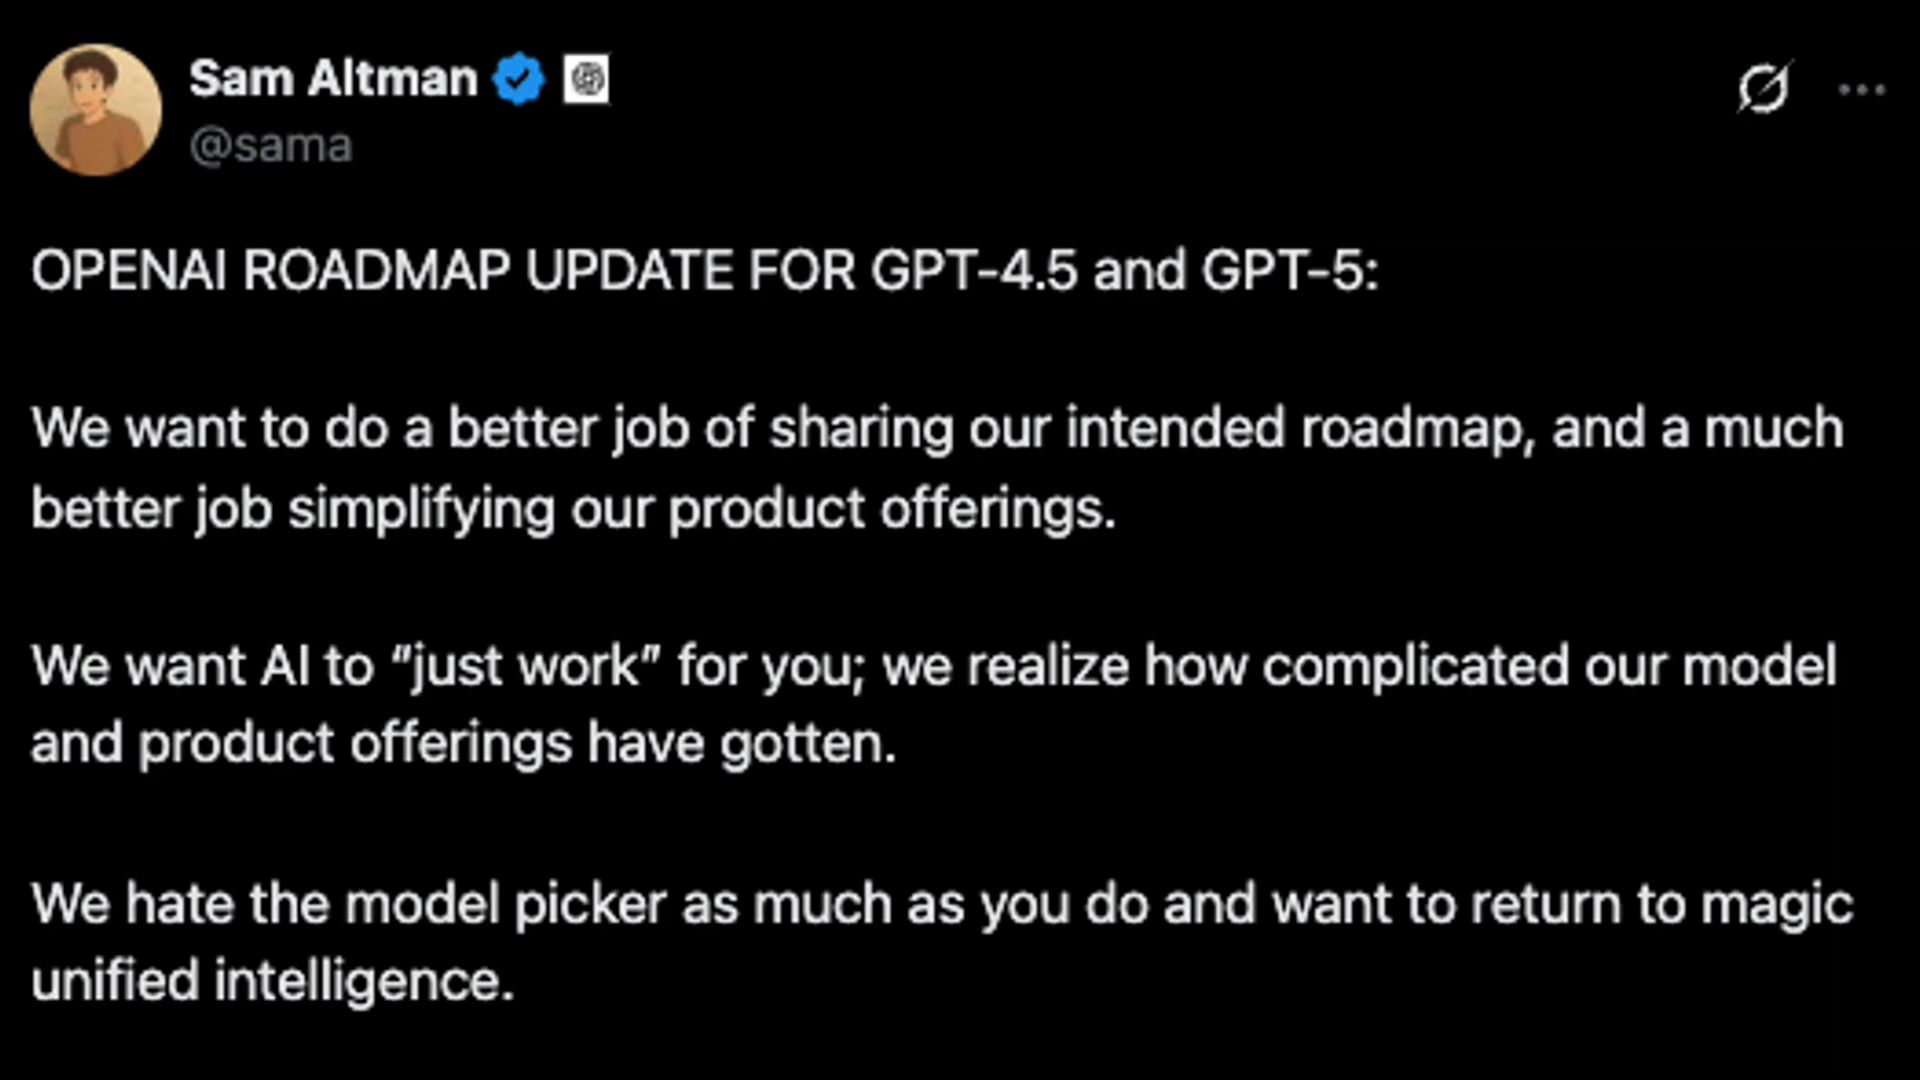 Sam Altman
@sama
OPENAI ROADMAP UPDATE FOR GPT-4.5 and GPT-5:
We want to do a better job of sharing our intended roadmap, and a much
better job simplifying our product offerings.
We want AI to "just work" for you; we realize how complicated our model
and product offerings have gotten.
We hate the model picker as much as you do and want to return to magic
unified intelligence.